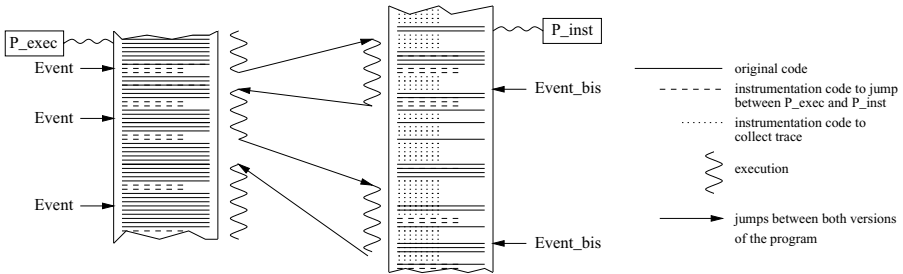 P_exec
Event
Event
Event
P_inst
Event_bis
Event_bis
original code
instrumentation code to jump
between P_exec and P_inst
instrumentation code to
collect trace
execution
jumps between both versions
of the program